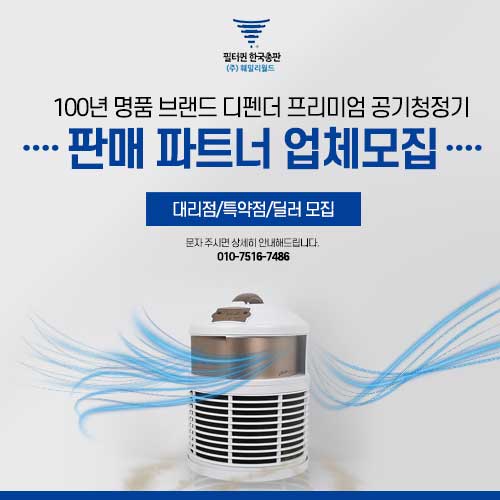 필터퀸 한국총판
(주) 웨일리월드
100년 명품 브랜드 디펜더 프리미엄 공기청정기
판매 파트너 업체모집
대리점/특약점/딜러 모집
문자 주시면 상세히 안내해드립니다.
010-7516-7486